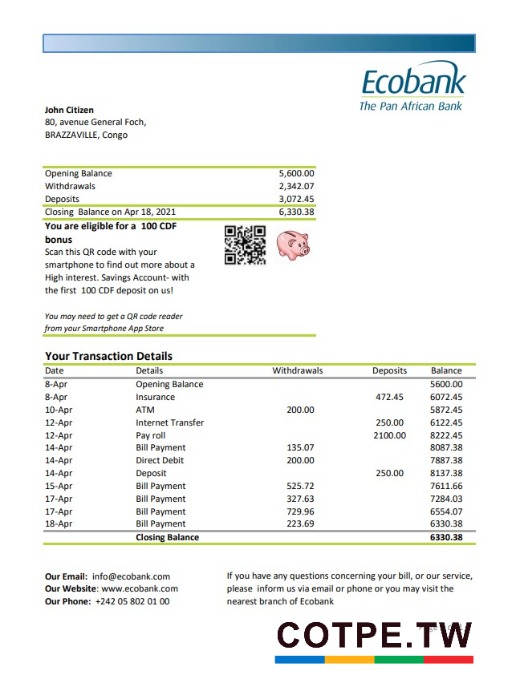 Ecobank
The Pan African Bank
John Citizen
80, avenue General Foch,
BRAZZAVILLE, Congo
Opening Balance 5,600.00
Withdrawals 2,342.07
Deposits 3,072.45
Closing Balance on Apr 18, 2021 6,330.38
You are eligible for a 100 CDF
bonus
Scan this QR code with your
smartphone to find out more about a
High interest. Savings Account- with
the first 100 CDF deposit on us!
You may need to get a QR code reader
from your Smartphone App Store
Your Transaction Details
Date Details Withdrawals Deposits Balance
8-Apr Opening Balance 5600.00
8-Apr Insurance 472.45 6072.45
10-Apr ATM 200.00 5872.45
12-Apr Internet Transfer 250.00 6122.45
12-Apr Pay roll 2100.00 8222.45
14-Apr Bill Payment 135.07 8087.38
14-Apr Direct Debit 200.00 7887.38
14-Apr Deposit 250.00 8137.38
15-Apr Bill Payment 525.72 7611.66
17-Apr Bill Payment 327.63 7284.03
17-Apr Bill Payment 729.96 6554.07
18-Apr Bill Payment 223.69 6330.38
Closing Balance 6330.38
Our Email: info@ecobank.com
Our Website: www.ecobank.com
Our Phone: +242 05 802 01 00
If you have any questions concerning your bill, or our service,
please inform us via email or phone or you may visit the
nearest branch of Ecobank
COTPE.TW